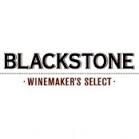 BLACKSTONE
· WINEMAKER'S SELECT ·